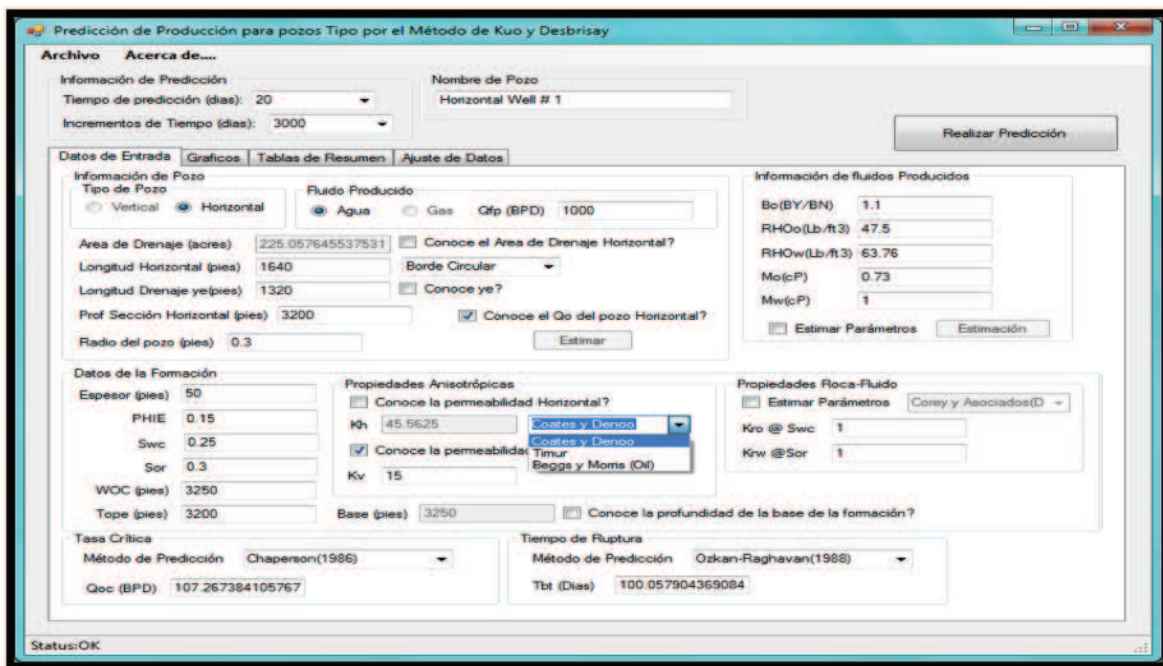 Predicción de Producción para pozos Tipo por el Método de Kuo y Desbrisay
Archivo Acerca de....
Información de Predicción
Nombre de Pozo
Tiempo de predicción (dias): 20
Horizontal Well # 1
Incrementos de Tiempo (dias): 3000
Realizar Predicción
Datos de Entrada Graficos Tablas de Resumen Ajuste de Datos
Información de Pozo
Información de fluidos Producidos
Tipo de Pozo
Fluido Producido
Vertical Horizontal
Agua Gas Qfp (BPD) 1000
Bo(BY/BN) 1.1
RHOo(Lb/ft3) 47.5
Area de Drenaje (acres) 225.057645537531 Conoce el Area de Drenaje Horizontal?
RHOw(Lb/ft3) 63.76
Longitud Horizontal (pies) 1640 Borde Circular
Mo(cP) 0.73
Longitud Drenaje ye(pies) 1320 Conoce ye?
Mw(cP) 1
Prof Sección Horizontal (pies) 3200 Conoce el Qo del pozo Horizontal?
Estimar Parámetros Estimación
Radio del pozo (pies) 0.3 Estimar
Datos de la Formación
Espesor (pies) 50
Propiedades Anisotrópicas
Propiedades Roca-Fluido
Conoce la permeabilidad Horizontal?
Estimar Parámetros Corey y Asociados(D
PHIE 0.15
Kh 45.5625 Coates y Denoo
Kro @ Swc 1
Swc 0.25
Coates y Denoo
Conoce la permeabilidad
Timur
Krw @Sor 1
Sor 0.3
Beggs y Morris (Oil)
Kv 15
WOC (pies) 3250
Tope (pies) 3200 Base (pies) 3250 Conoce la profundidad de la base de la formación?
Tasa Crítica
Tiempo de Ruptura
Método de Predicción Chaperson(1986)
Método de Predicción Ozkan-Raghavan(1988)
Qoc (BPD) 107.267384105767
Tbt (Dias) 100.057904369084
Status:OK